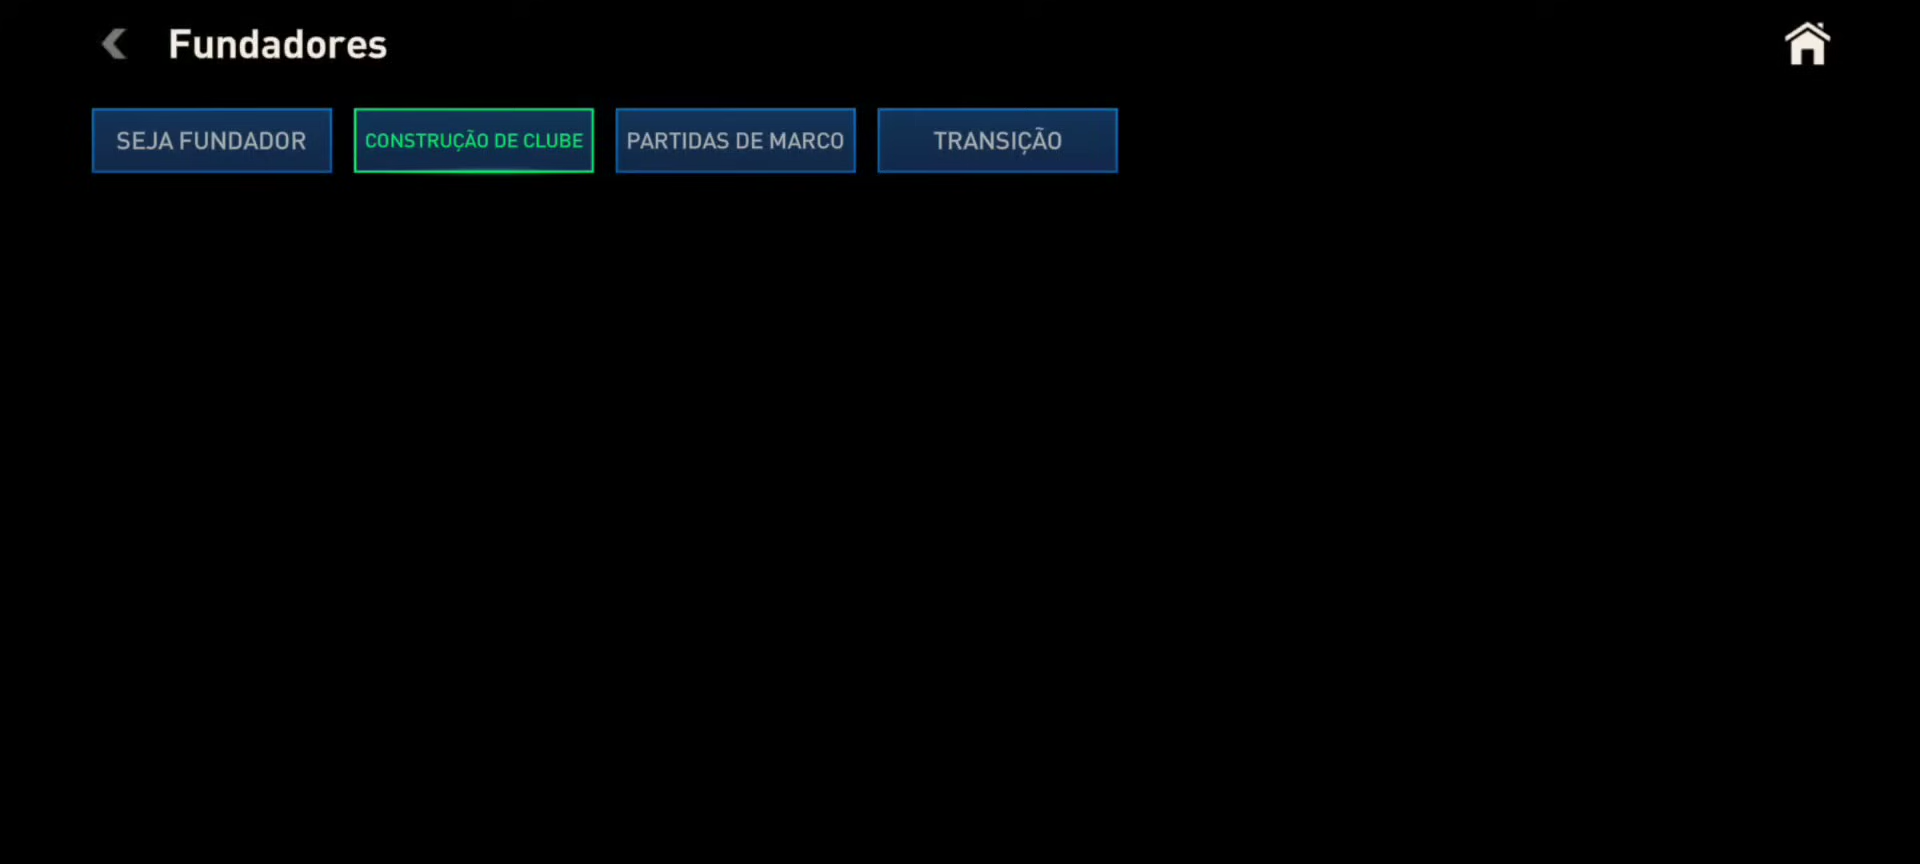 Fundadores
SEJA FUNDADOR
CONSTRUÇÃO DE CLUBE
PARTIDAS DE MARCO
TRANSIÇÃO